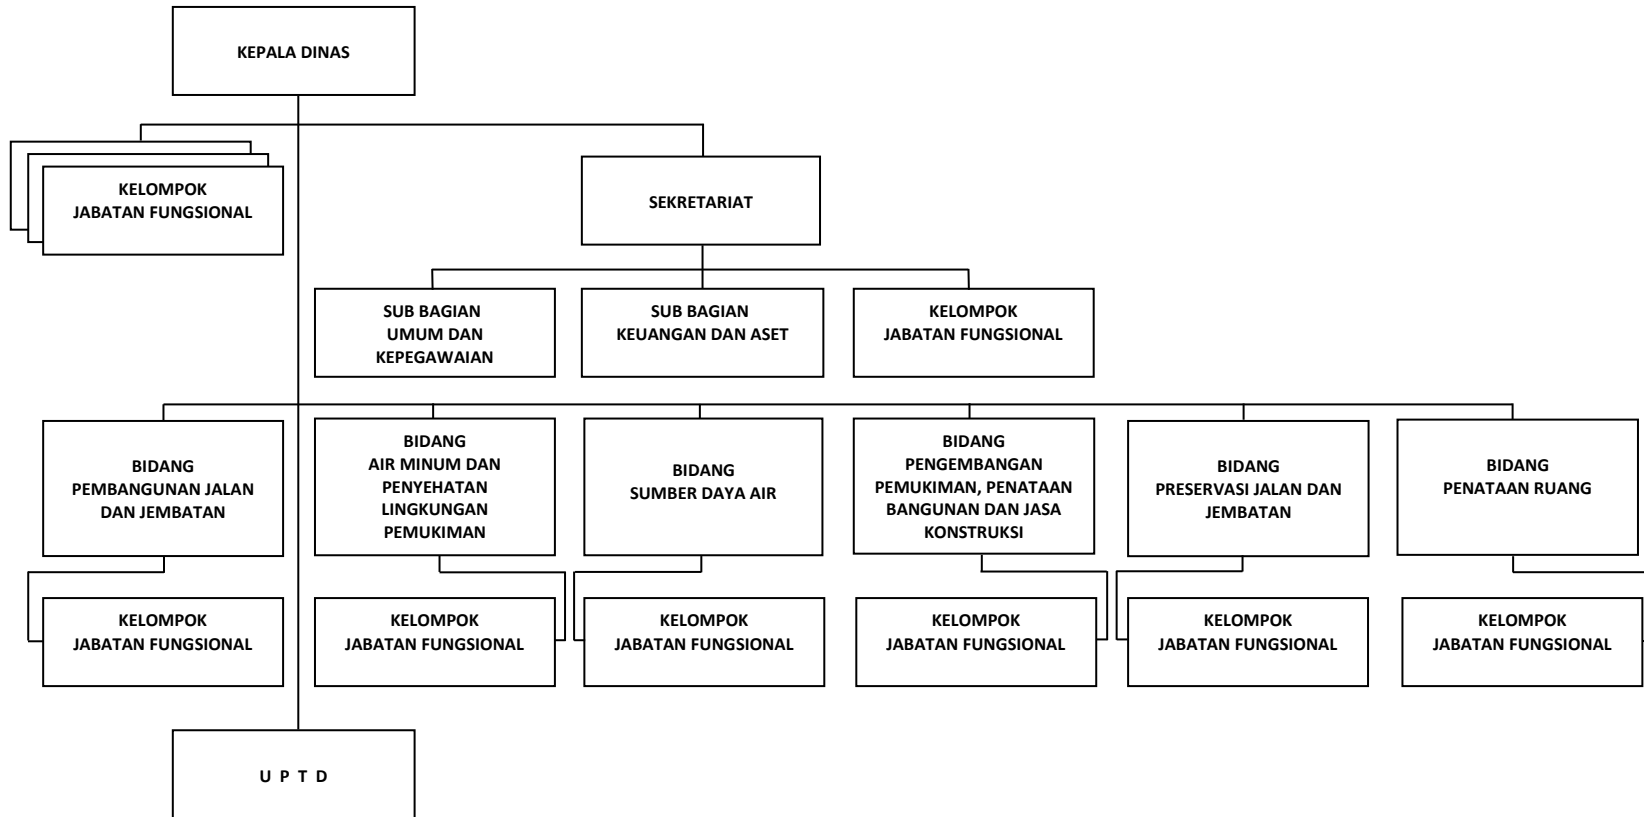 KEPALA DINAS
KELOMPOK
JABATAN FUNGSIONAL
SEKRETARIAT
SUB BAGIAN
UMUM DAN
KEPEGAWAIAN
SUB BAGIAN
KEUANGAN DAN ASET
KELOMPOK
JABATAN FUNGSIONAL
BIDANG
PEMBANGUNAN JALAN
DAN JEMBATAN
BIDANG
AIR MINUM DAN
PENYEHATAN
LINGKUNGAN
PEMUKIMAN
BIDANG
SUMBER DAYA AIR
BIDANG
PENGEMBANGAN
PEMUKIMAN, PENATAAN
BANGUNAN DAN JASA
KONSTRUKSI
BIDANG
PRESERVASI JALAN DAN
JEMBATAN
BIDANG
PENATAAN RUANG
KELOMPOK
JABATAN FUNGSIONAL
KELOMPOK
JABATAN FUNGSIONAL
KELOMPOK
JABATAN FUNGSIONAL
KELOMPOK
JABATAN FUNGSIONAL
KELOMPOK
JABATAN FUNGSIONAL
KELOMPOK
JABATAN FUNGSIONAL
U P T D